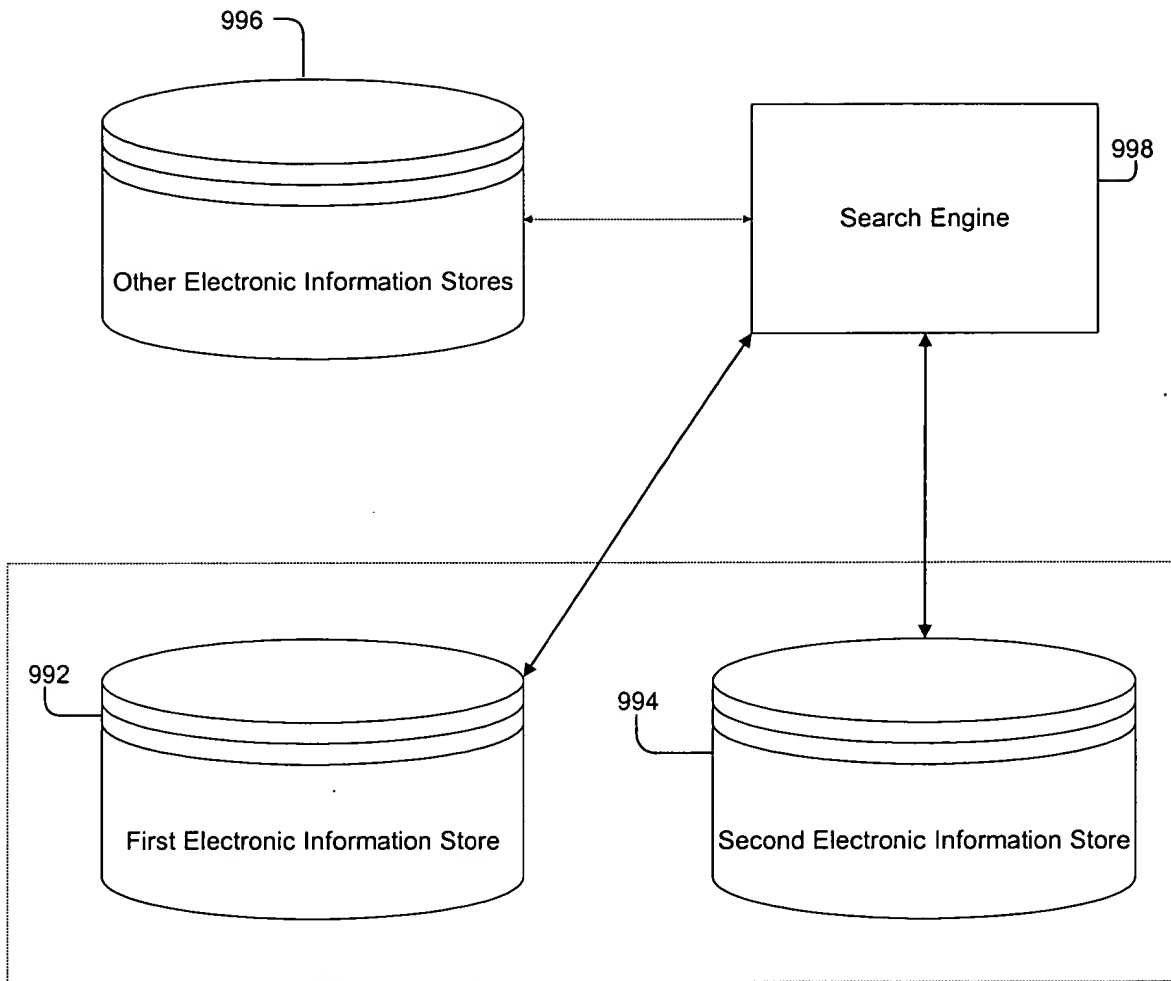 996
998
Search Engine
Other Electronic Information Stores
992
994
First Electronic Information Store
Second Electronic Information Store